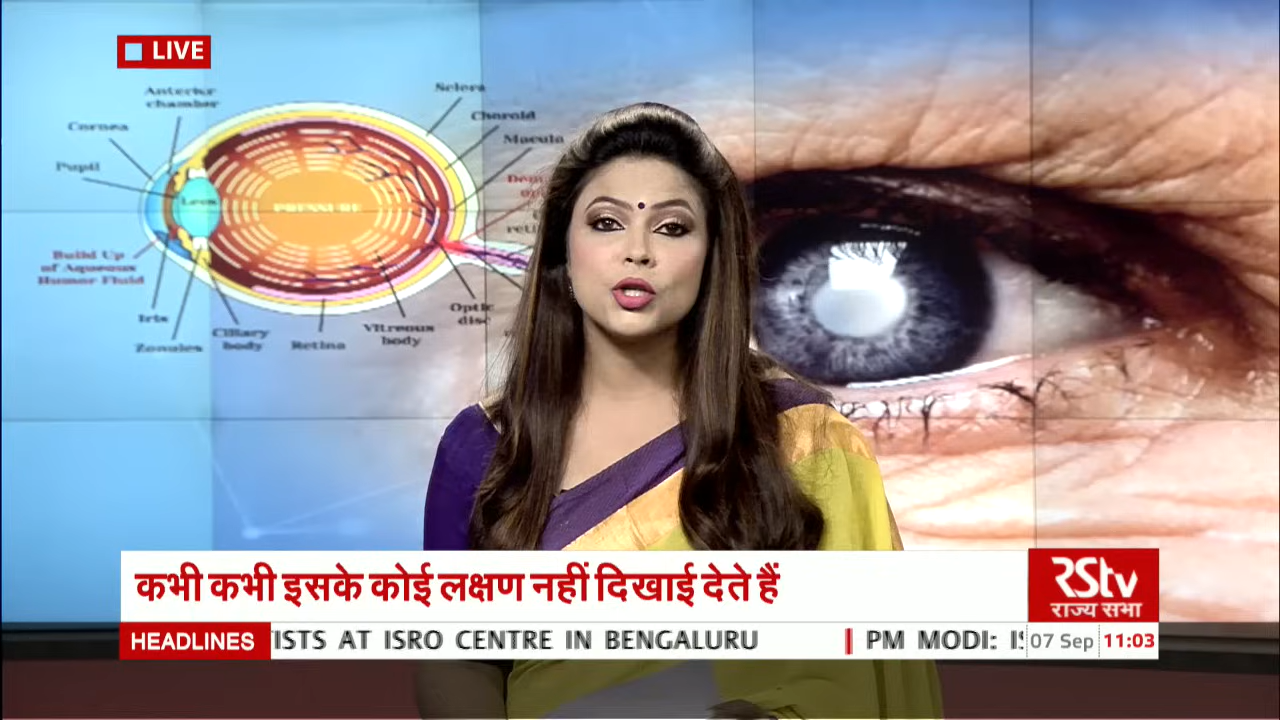 LIVE
Anterior
chamber
Cornea
Pupil
Lens
PRESSURE
Sclera
Choroid
Macula
Build Up
of Aqueous
Humor Fluid
Iris
Zonules
Ciliary
body
Retina
Vitreous
body
Optic
disc
कभी कभी इसके कोई लक्षण नहीं दिखाई देते हैं
RStv
राज्य सभा
HEADLINES
TISTS AT ISRO CENTRE IN BENGALURU
PM MODI:
07 Sep
11:03